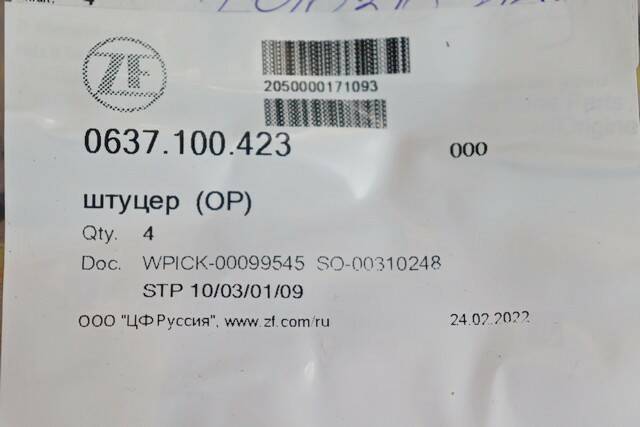 ZF
2050000171093
0637.100.423 000
штуцер (ОР)
Qty. 4
Doc. WPICK-00099545 SO-00310248
STP 10/03/01/09
ООО "ЦФ Руссия", www.zf.com/ru 24.02.2022